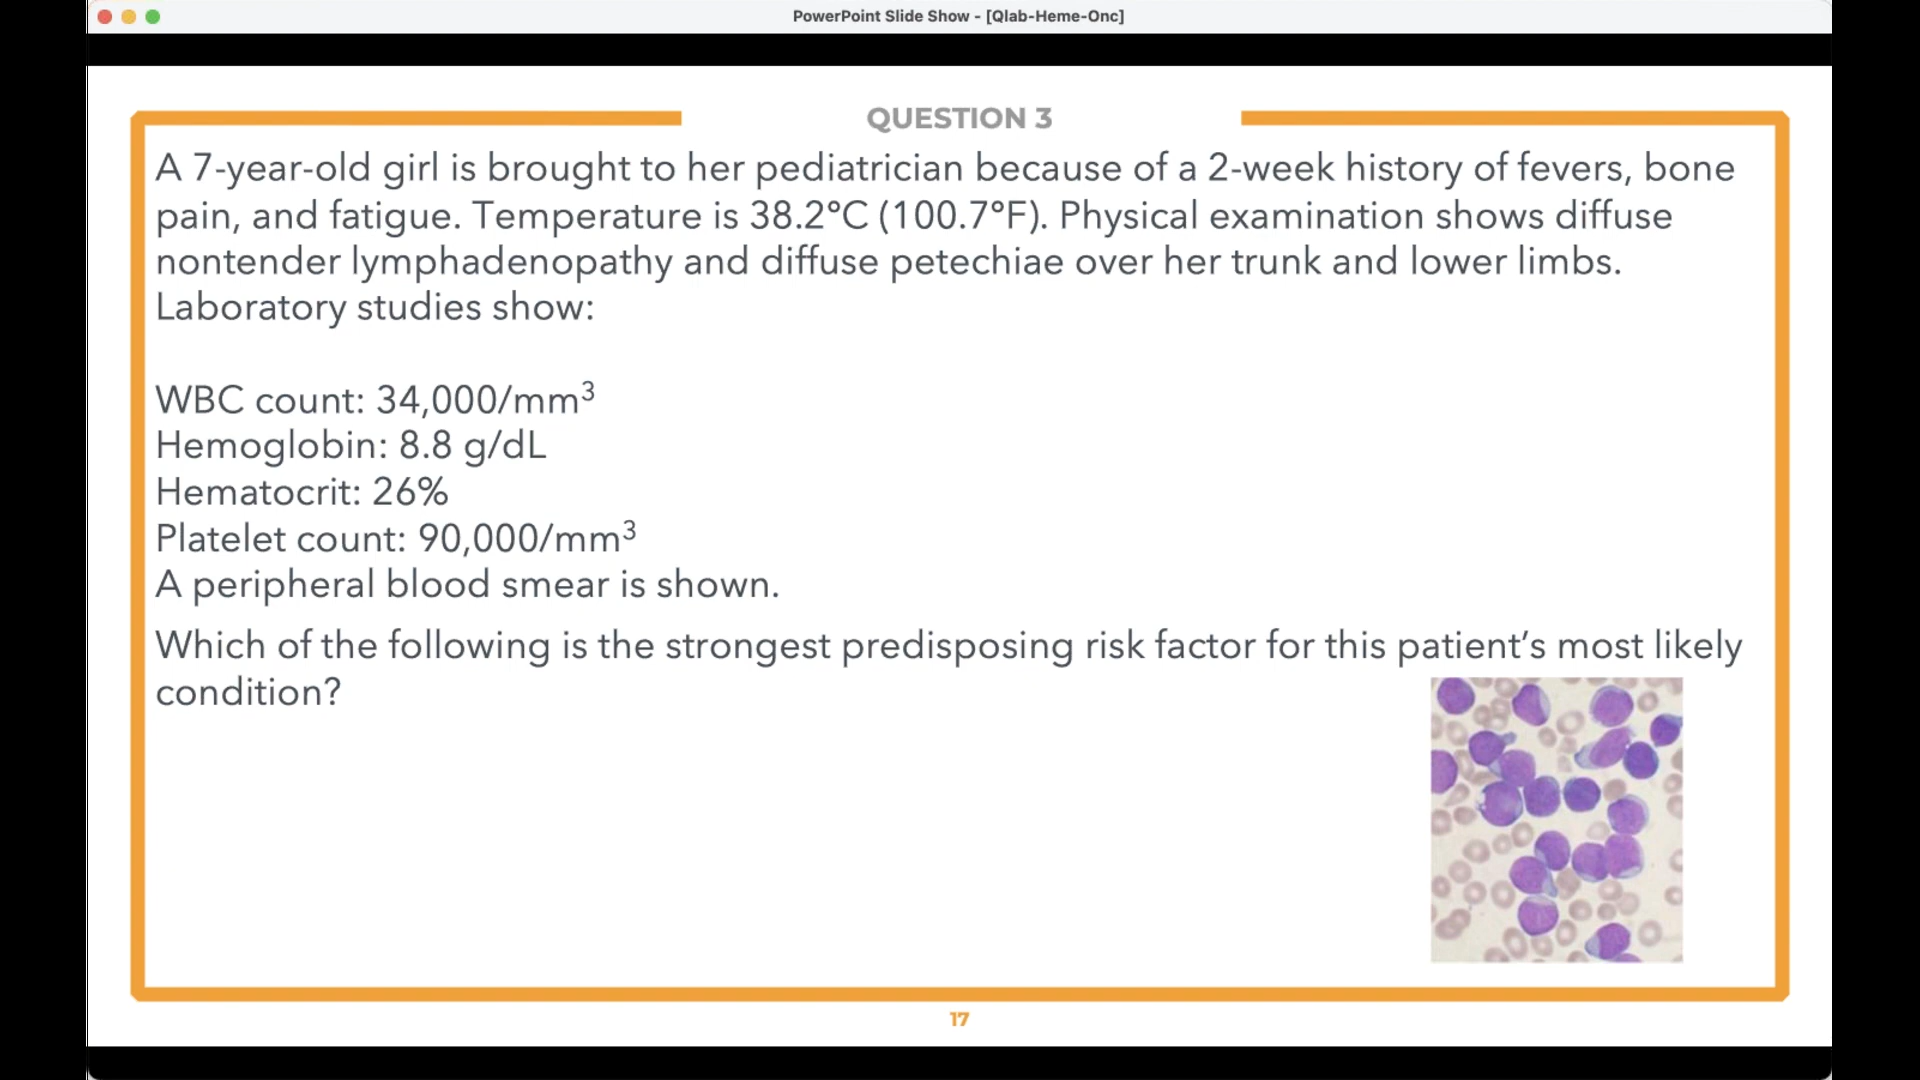 PowerPoint Slide Show - [Qlab-Heme-Onc]
QUESTION 3
A 7-year-old girl is brought to her pediatrician because of a 2-week history of fevers, bone
pain, and fatigue. Temperature is 38.2°C (100.7°F). Physical examination shows diffuse
nontender lymphadenopathy and diffuse petechiae over her trunk and lower limbs.
Laboratory studies show:
WBC count: 34,000/mm³
Hemoglobin: 8.8 g/dL
Hematocrit: 26%
Platelet count: 90,000/mm³
A peripheral blood smear is shown.
Which of the following is the strongest predisposing risk factor for this patient’s most likely
condition?
17